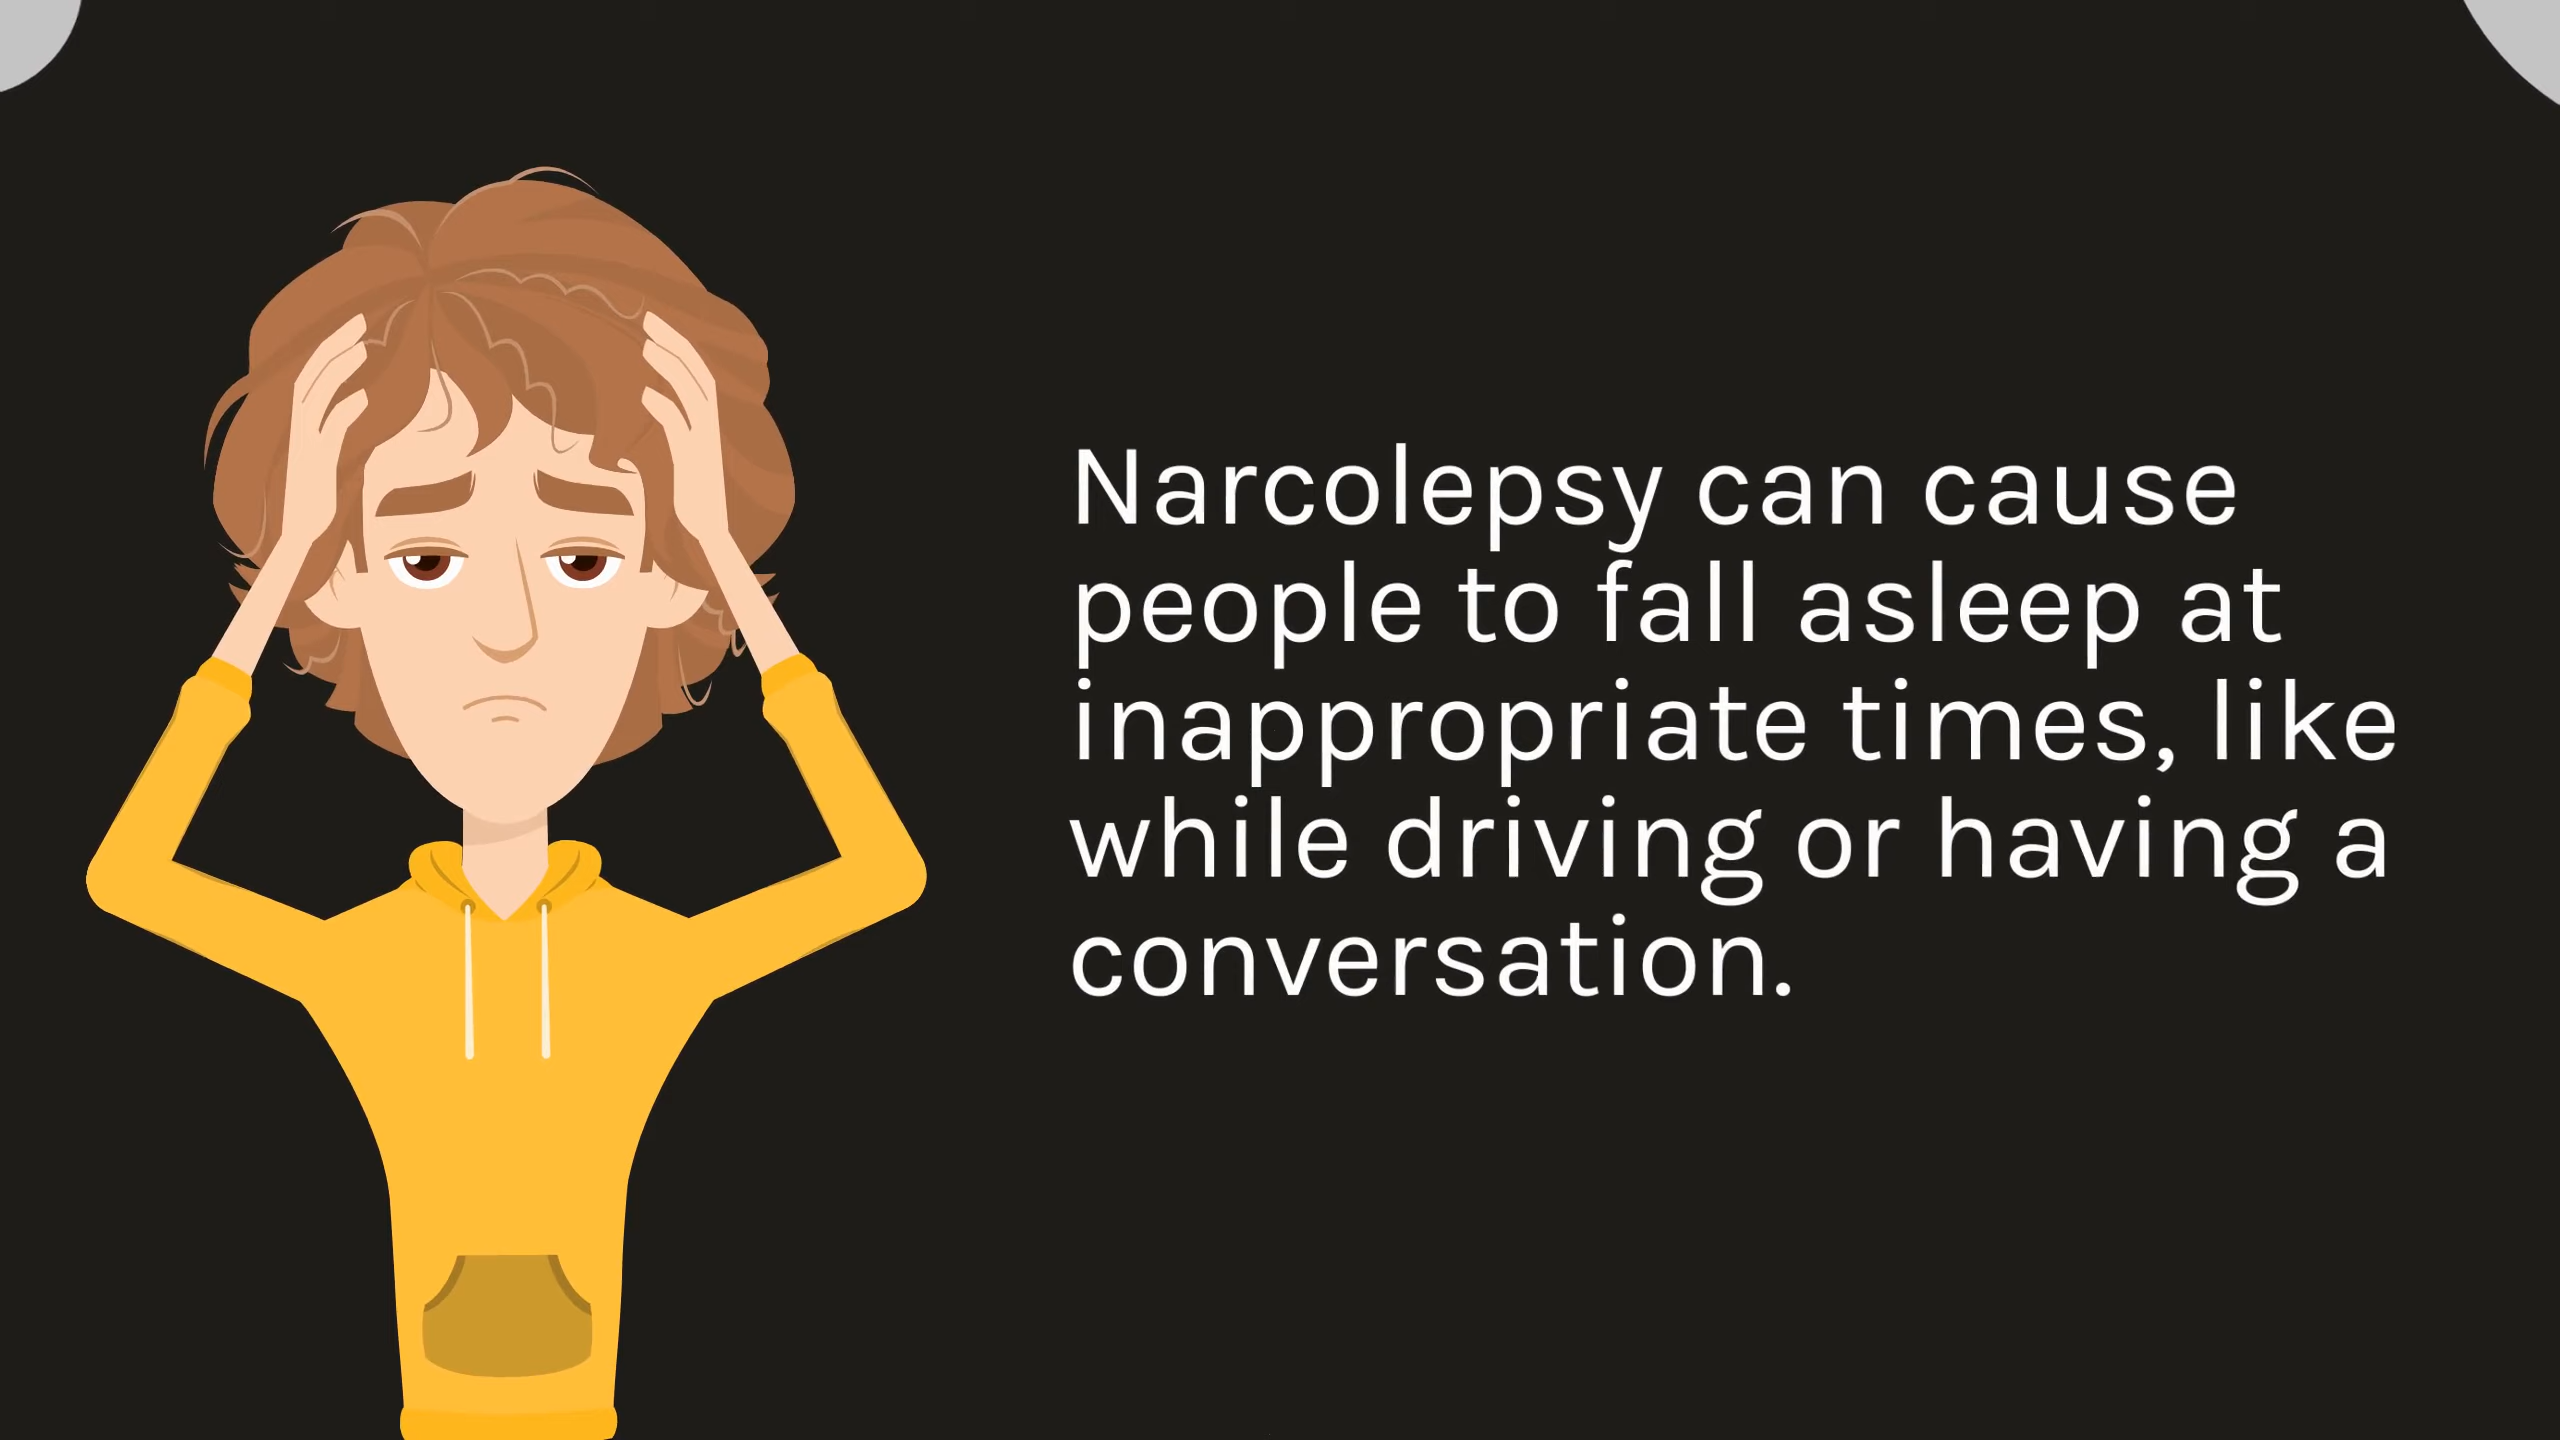 Narcolepsy can cause
people to fall asleep at
inappropriate times, like
while driving or having a
conversation.